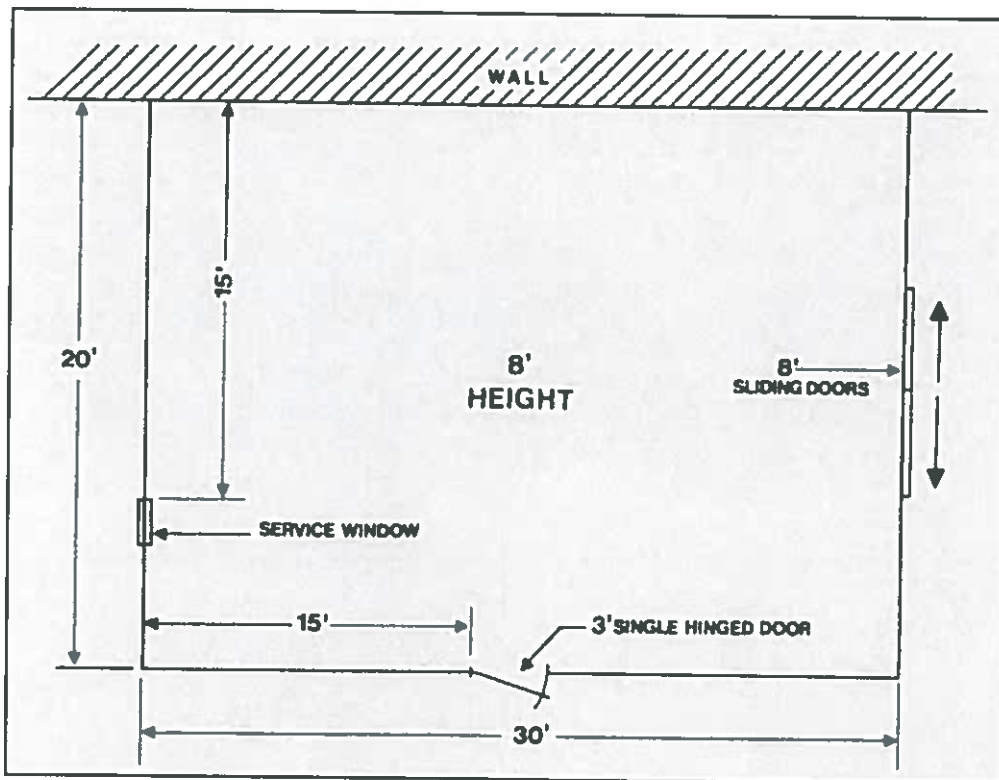 WALL
15'
20'
8'
HEIGHT
8'
SLIDING DOORS
SERVICE WINDOW
15'
3' SINGLE HINGED DOOR
30'